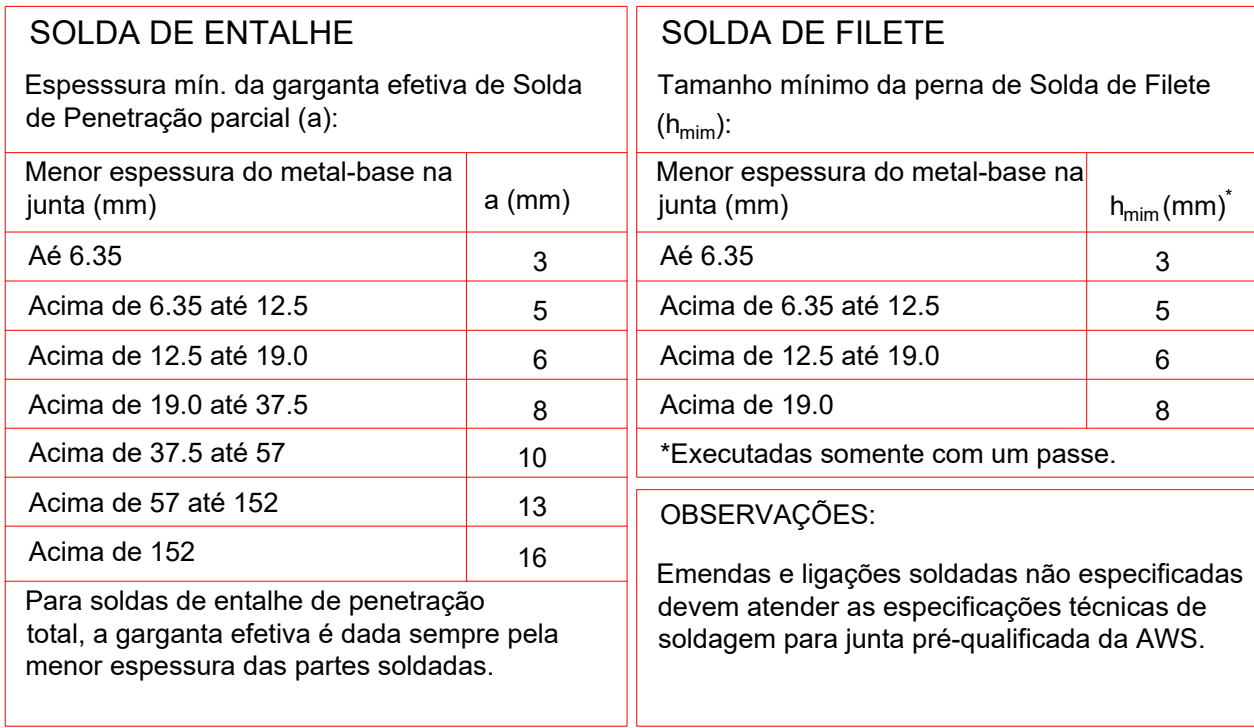 SOLDA DE ENTALHE
Espesssura mín. da garganta efetiva de Solda
de Penetração parcial (a):
Menor espessura do metal-base na
junta (mm)
a (mm)
Aé 6.35
3
Acima de 6.35 até 12.5
5
Acima de 12.5 até 19.0
6
Acima de 19.0 até 37.5
8
Acima de 37.5 até 57
10
Acima de 57 até 152
13
Acima de 152
16
Para soldas de entalhe de penetração
total, a garganta efetiva é dada sempre pela
menor espessura das partes soldadas.
SOLDA DE FILETE
Tamanho mínimo da perna de Solda de Filete
(hmim):
Menor espessura do metal-base na
junta (mm)
hmim (mm)*
Aé 6.35
3
Acima de 6.35 até 12.5
5
Acima de 12.5 até 19.0
6
Acima de 19.0
8
*Executadas somente com um passe.
OBSERVAÇÕES:
Emendas e ligações soldadas não especificadas
devem atender as especificações técnicas de
soldagem para junta pré-qualificada da AWS.